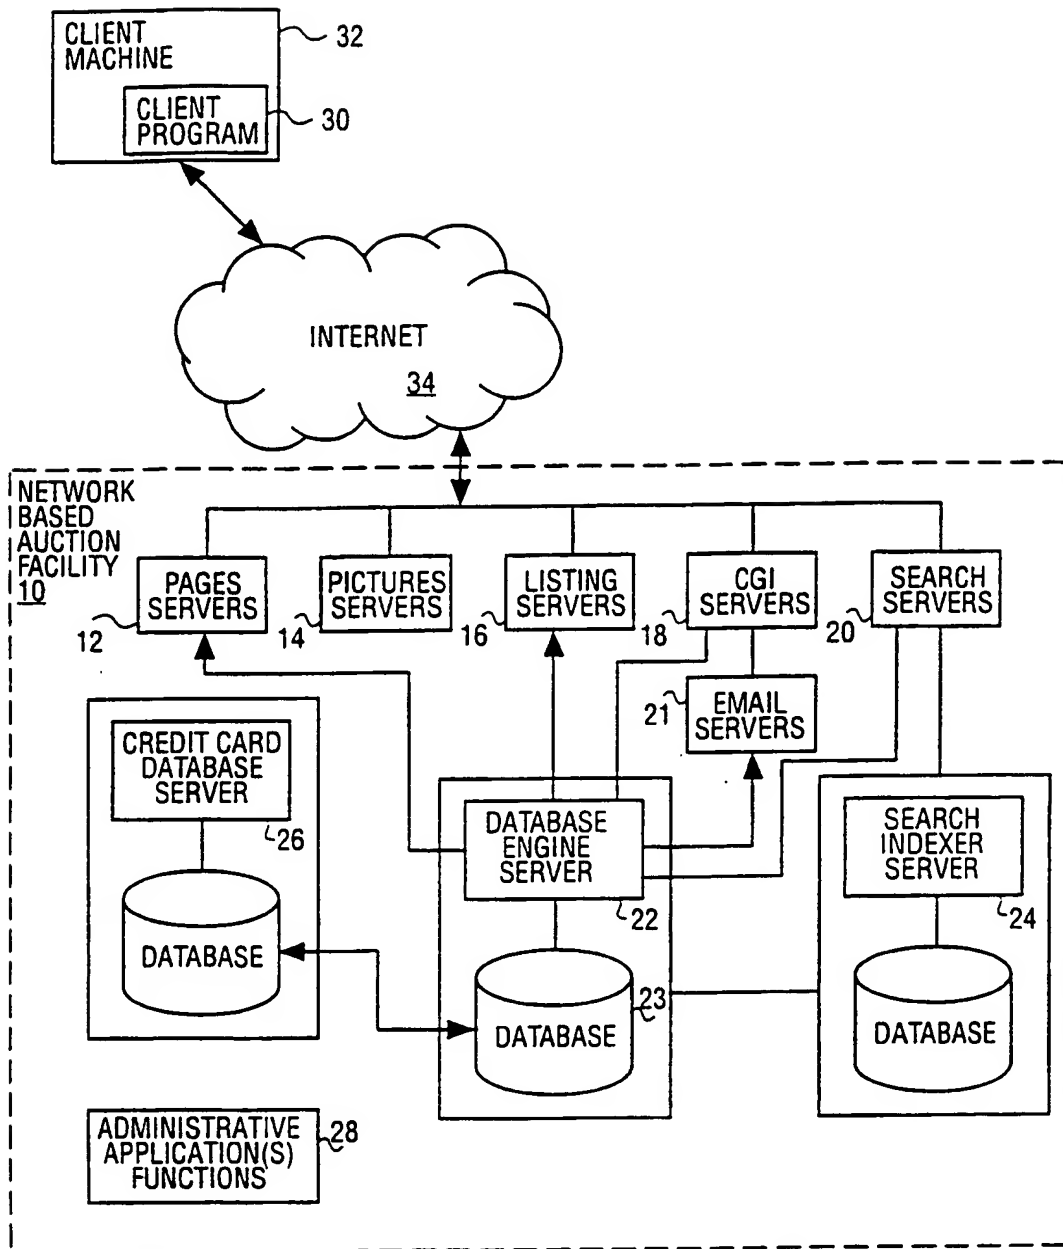 CLIENT
MACHINE
32
CLIENT
PROGRAM
30
INTERNET
34
NETWORK
BASED
AUCTION
FACILITY
10
PAGES
SERVERS
12
PICTURES
SERVERS
14
LISTING
SERVERS
16
CGI
SERVERS
18
SEARCH
SERVERS
20
21
EMAIL
SERVERS
CREDIT CARD
DATABASE
SERVER
26
DATABASE
DATABASE
ENGINE
SERVER
22
23
DATABASE
SEARCH
INDEXER
SERVER
24
DATABASE
ADMINISTRATIVE
APPLICATION(S)
FUNCTIONS
28